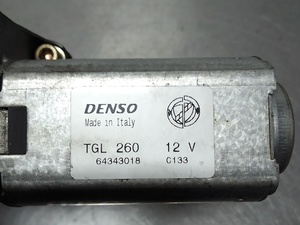 DENSO
Made in Italy
TGL 260 12 V
64343018 C133